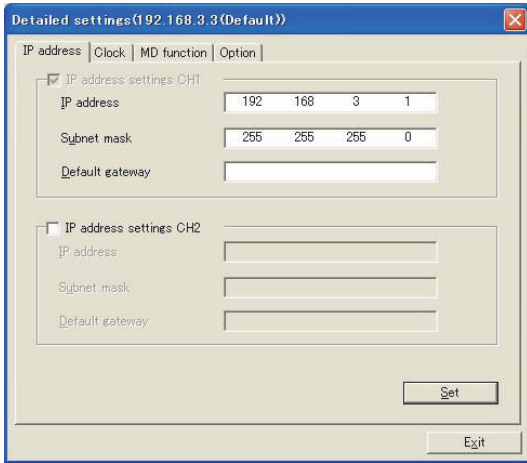 Detailed settings(192.168.3.3(Default))
IP address Clock MD function Option
IP address settings CH1
IP address 192 168 3 1
Subnet mask 255 255 255 0
Default gateway
IP address settings CH2
IP address
Subnet mask
Default gateway
Set
Exit